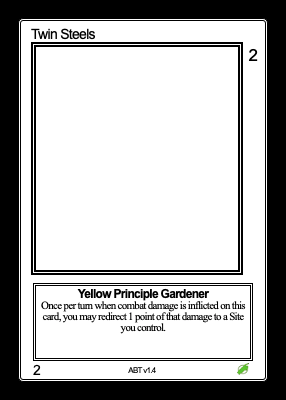 Twin Steels
2
Yellow Principle Gardener
Once per turn when combat damage is inflicted on this
card, you may redirect 1 point of that damage to a Site
you control.
2
ABT v1.4